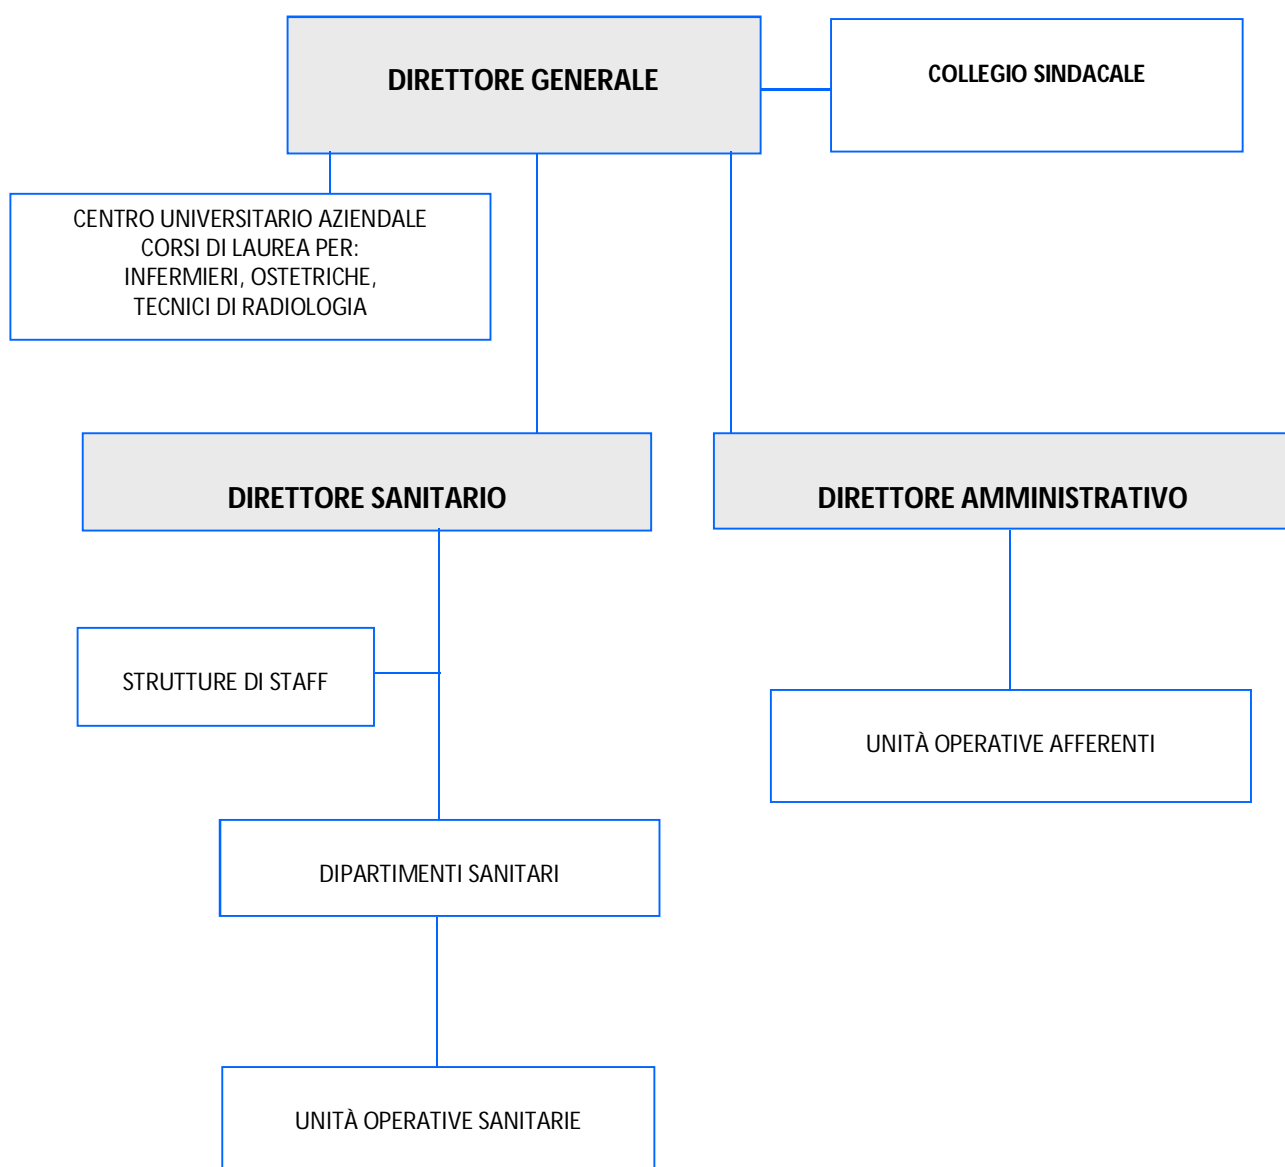 DIRETTORE GENERALE
COLLEGIO SINDACALE
CENTRO UNIVERSITARIO AZIENDALE
CORSI DI LAUREA PER:
INFERMIERI, OSTETRICHE,
TECNICI DI RADIOLOGIA
DIRETTORE SANITARIO
DIRETTORE AMMINISTRATIVO
STRUTTURE DI STAFF
UNITÀ OPERATIVE AFFERENTI
DIPARTIMENTI SANITARI
UNITÀ OPERATIVE SANITARIE